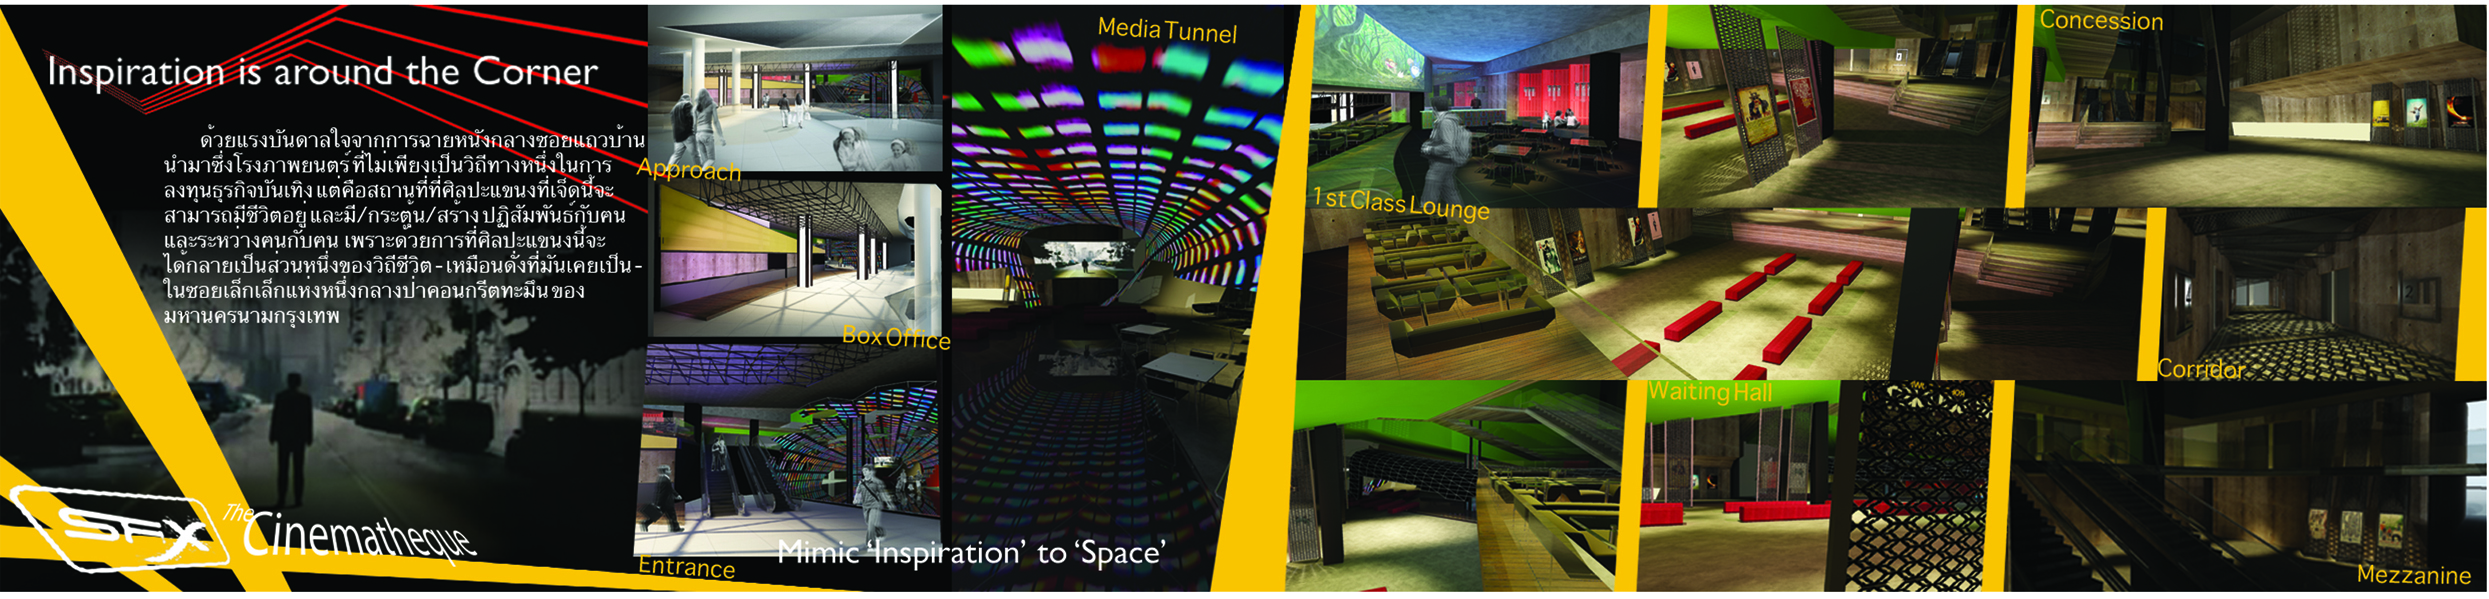 Inspiration is around the Corner
ด้วยแรงบันดาลใจจากการฉายหนังกลางซอยแถวบ้าน
นำมาซึ่งโรงภาพยนตร์ที่ไม่เพียงเป็นวิถีทางหนึ่งในการ
ลงทุนธุรกิจบันเทิง แต่คือสถานที่ที่ศิลปะแขนงที่เจ็ดนี้จะ
สามารถมีชีวิตอยู่ และมี/กระตุ้น/สร้าง ปฏิสัมพันธ์กับคน
และระหว่างคนกับคน เพราะด้วยการที่ศิลปะแขนงนี้จะ
ได้กลายเป็นส่วนหนึ่งของวิถีชีวิต - เหมือนดั่งที่มันเคยเป็น -
ในซอยเล็กเล็กแห่งหนึ่งกลางป่าคอนกรีตทะมึน ของ
มหานครนามกรุงเทพ
SFX
The
Cinematheque
Approach
Box Office
Entrance
Media Tunnel
Mimic 'Inspiration' to 'Space'
1st Class Lounge
Concession
Corridor
Waiting Hall
Mezzanine